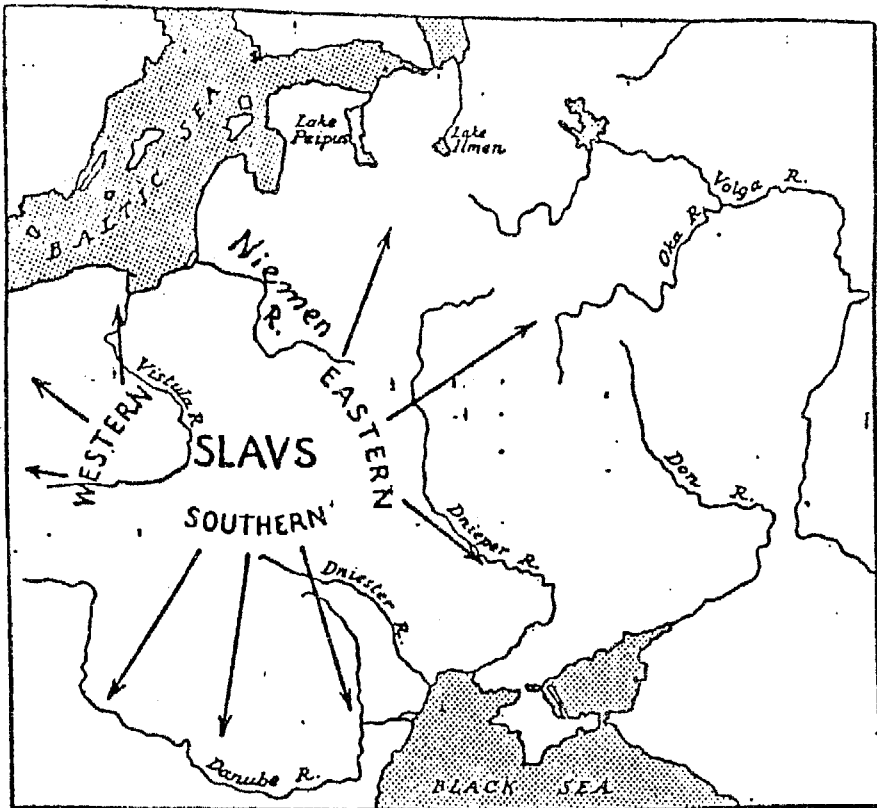 BALTIC SEA
Lake
Peipus
Lake
Ilmen
Volga R.
Oka R.
Niemen
R.
Vistula R
WESTERN
SLAVS
EASTERN
SOUTHERN
Don R.
Dnieper R.
Dniester R.
Danube R.
BLACK SEA